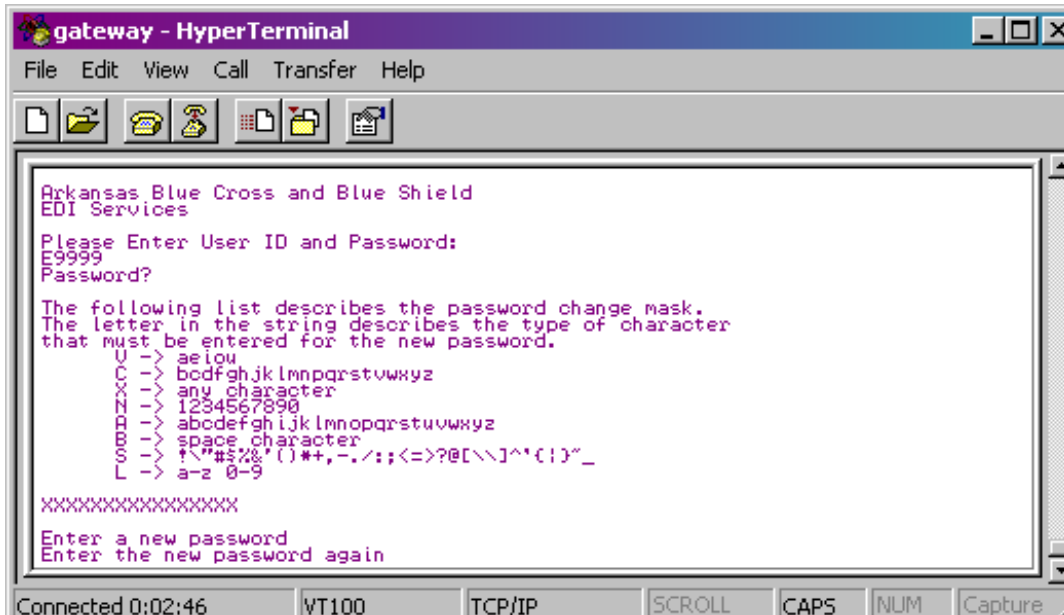 gateway - HyperTerminal
File Edit View Call Transfer Help
Arkansas Blue Cross and Blue Shield
EDI Services
Please Enter User ID and Password:
E9999
Password?
The following list describes the password change mask.
The letter in the string describes the type of character
that must be entered for the new password.
V -> aeiou
C -> bcdfghjklmnpqrstvwxyz
X -> any character
N -> 1234567890
A -> abcdefghijklmnopqrstuvwxyz
B -> space character
S -> !\"#$%&'()*+,-./:;<=>?@[\\]^'{|}~_
L -> a-z 0-9
XXXXXXXXXXXXXXXX
Enter a new password
Enter the new password again
Connected 0:02:46 VT100 TCP/IP SCROLL CAPS NUM Capture